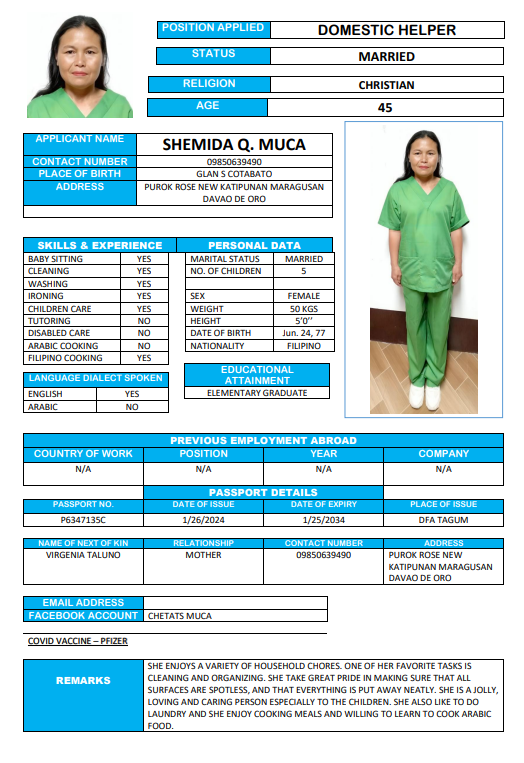 POSITION APPLIED DOMESTIC HELPER
STATUS MARRIED
RELIGION CHRISTIAN
AGE 45
APPLICANT NAME SHEMIDA Q. MUCA
CONTACT NUMBER 09850639490
PLACE OF BIRTH GLAN S COTABATO
ADDRESS PUROK ROSE NEW KATIPUNAN MARAGUSAN
DAVAO DE ORO
SKILLS & EXPERIENCE
BABY SITTING YES
CLEANING YES
WASHING YES
IRONING YES
CHILDREN CARE YES
TUTORING NO
DISABLED CARE NO
ARABIC COOKING NO
FILIPINO COOKING YES
PERSONAL DATA
MARITAL STATUS MARRIED
NO. OF CHILDREN 5
SEX FEMALE
WEIGHT 50 KGS
HEIGHT 5'0''
DATE OF BIRTH Jun. 24, 77
NATIONALITY FILIPINO
LANGUAGE DIALECT SPOKEN
ENGLISH YES
ARABIC NO
EDUCATIONAL
ATTAINMENT
ELEMENTARY GRADUATE
PREVIOUS EMPLOYMENT ABROAD
COUNTRY OF WORK POSITION YEAR COMPANY
N/A N/A N/A N/A
PASSPORT DETAILS
PASSPORT NO. DATE OF ISSUE DATE OF EXPIRY PLACE OF ISSUE
P6347135C 1/26/2024 1/25/2034 DFA TAGUM
NAME OF NEXT OF KIN RELATIONSHIP CONTACT NUMBER ADDRESS
VIRGENIA TALUNO MOTHER 09850639490 PUROK ROSE NEW
KATIPUNAN MARAGUSAN
DAVAO DE ORO
EMAIL ADDRESS
FACEBOOK ACCOUNT CHETATS MUCA
COVID VACCINE – PFIZER
REMARKS
SHE ENJOYS A VARIETY OF HOUSEHOLD CHORES. ONE OF HER FAVORITE TASKS IS
CLEANING AND ORGANIZING. SHE TAKE GREAT PRIDE IN MAKING SURE THAT ALL
SURFACES ARE SPOTLESS, AND THAT EVERYTHING IS PUT AWAY NEATLY. SHE IS A JOLLY,
LOVING AND CARING PERSON ESPECIALLY TO THE CHILDREN. SHE ALSO LIKE TO DO
LAUNDRY AND SHE ENJOY COOKING MEALS AND WILLING TO LEARN TO COOK ARABIC
FOOD.